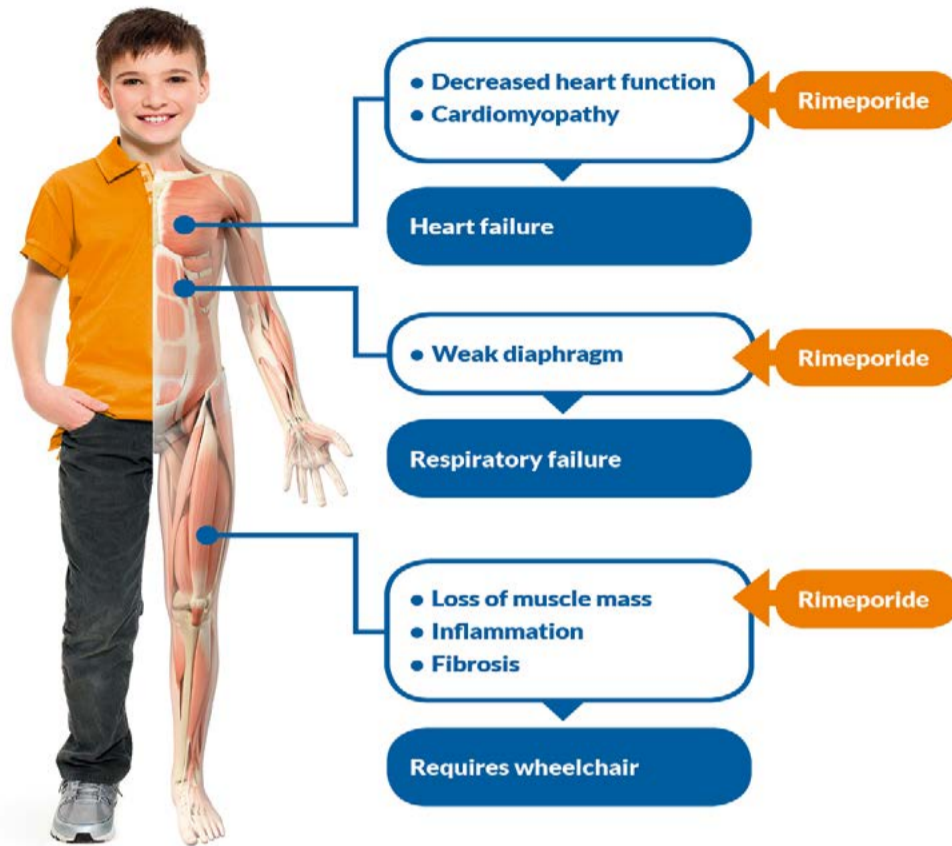 • Decreased heart function
• Cardiomyopathy
Rimeporide
Heart failure
• Weak diaphragm
Rimeporide
Respiratory failure
• Loss of muscle mass
• Inflammation
• Fibrosis
Rimeporide
Requires wheelchair